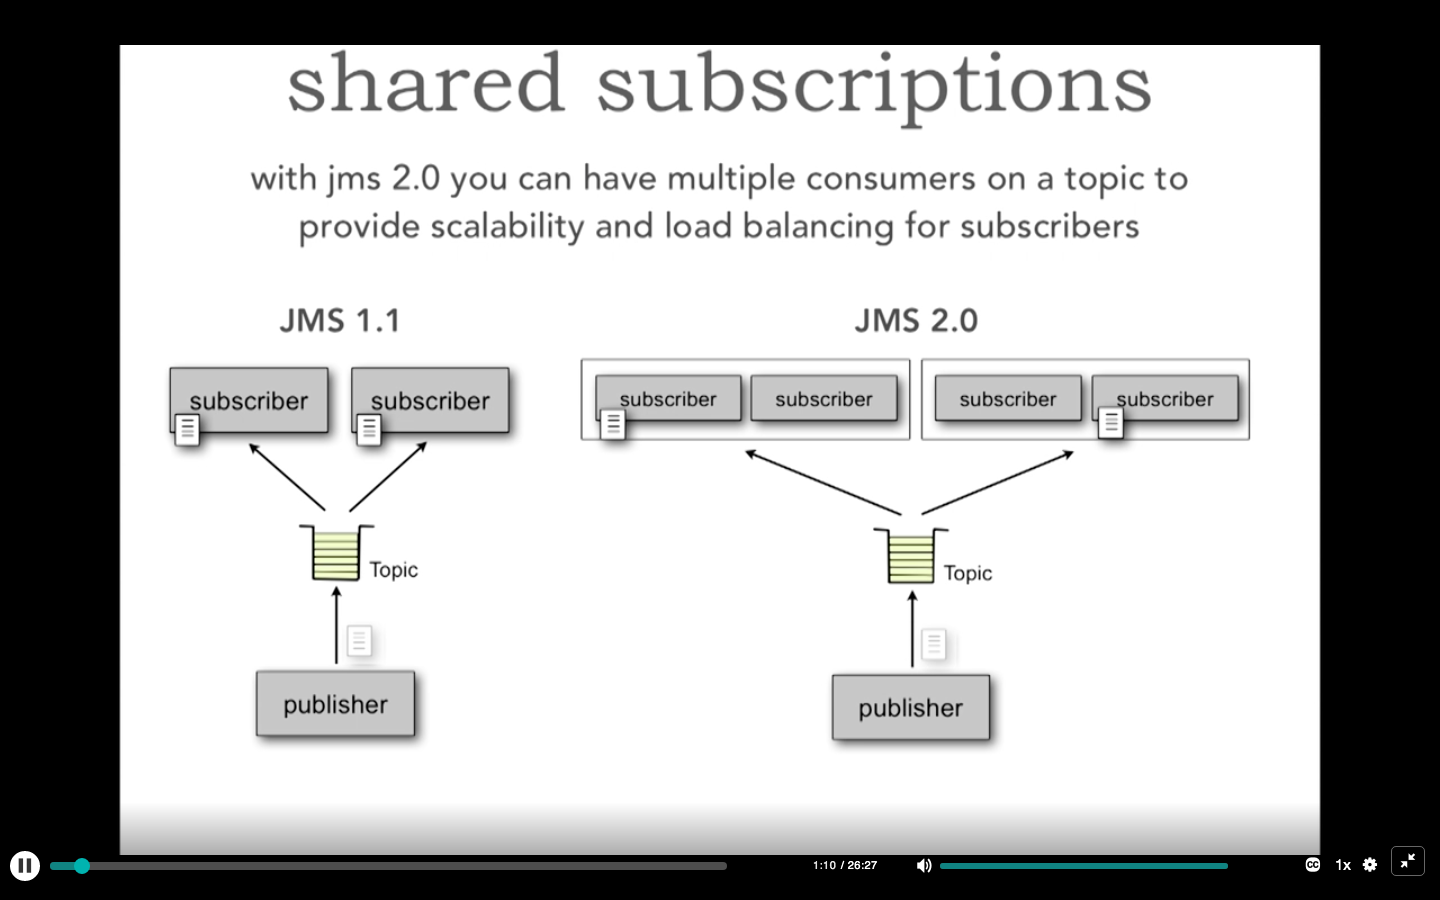 shared subscriptions
with jms 2.0 you can have multiple consumers on a topic to
provide scalability and load balancing for subscribers
JMS 1.1
JMS 2.0
subscriber
subscriber
subscriber
subscriber
subscriber
subscriber
Topic
Topic
publisher
publisher
1:10 / 26:27
CC
1x